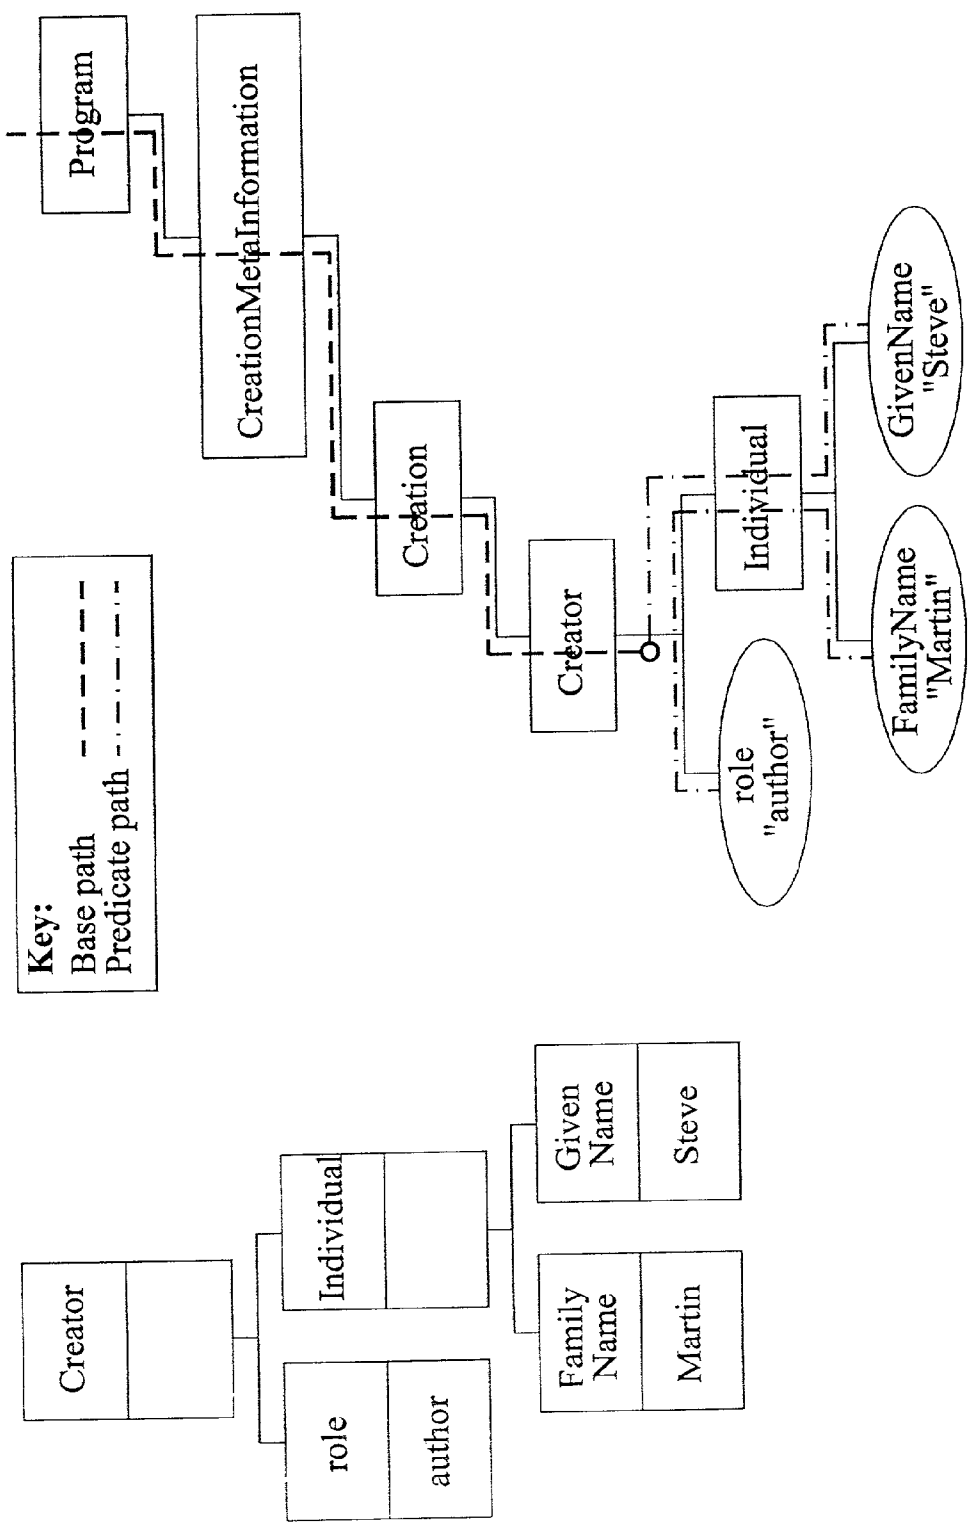 Creator
role
author
Individual
Family
Name
Martin
Given
Name
Steve
Key:
Base path
Predicate path
Program
CreationMetaInformation
Creation
Creator
role
"author"
Individual
FamilyName
"Martin"
GivenName
"Steve"